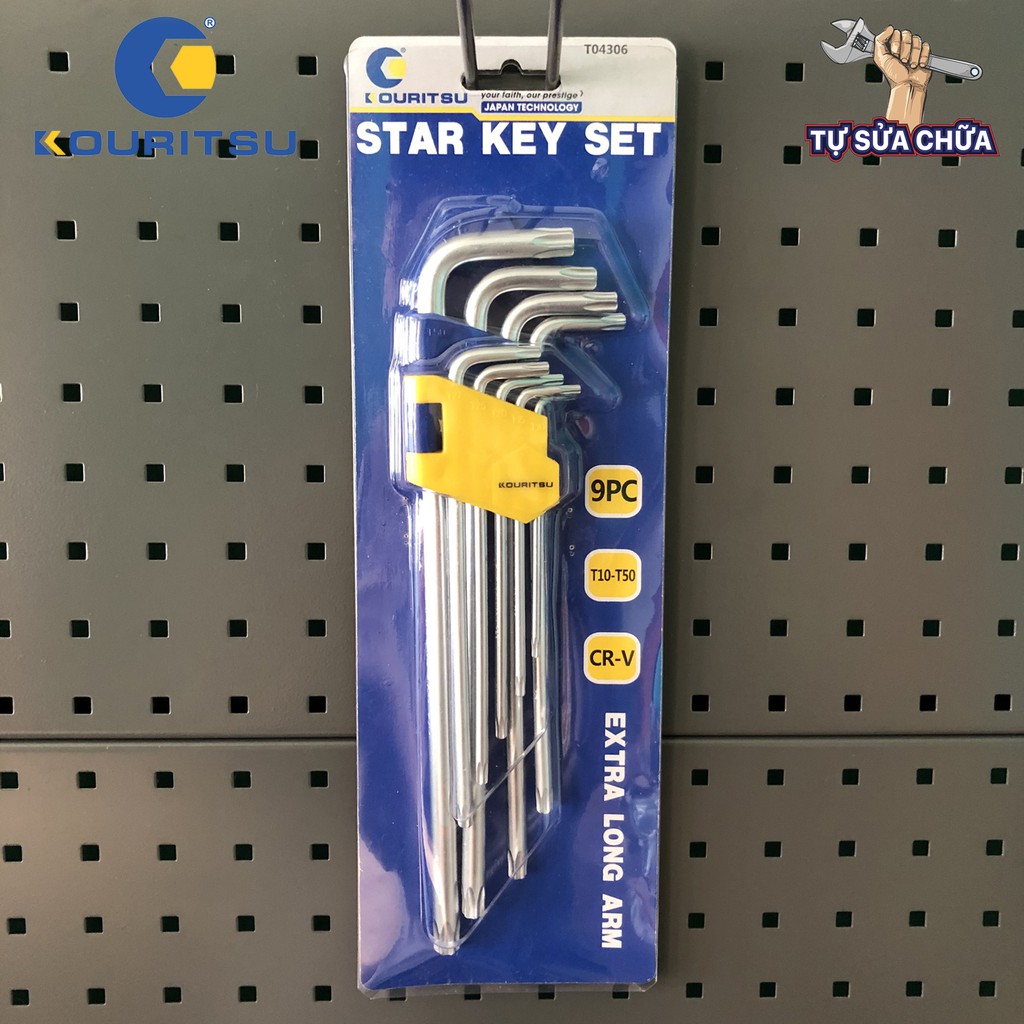 KOURITSU
®
TỰ SỬA CHỮA
T04306
KOURITSU
your faith, our prestige
JAPAN TECHNOLOGY
STAR KEY SET
KOURITSU
9PC
T10-T50
CR-V
EXTRA LONG ARM